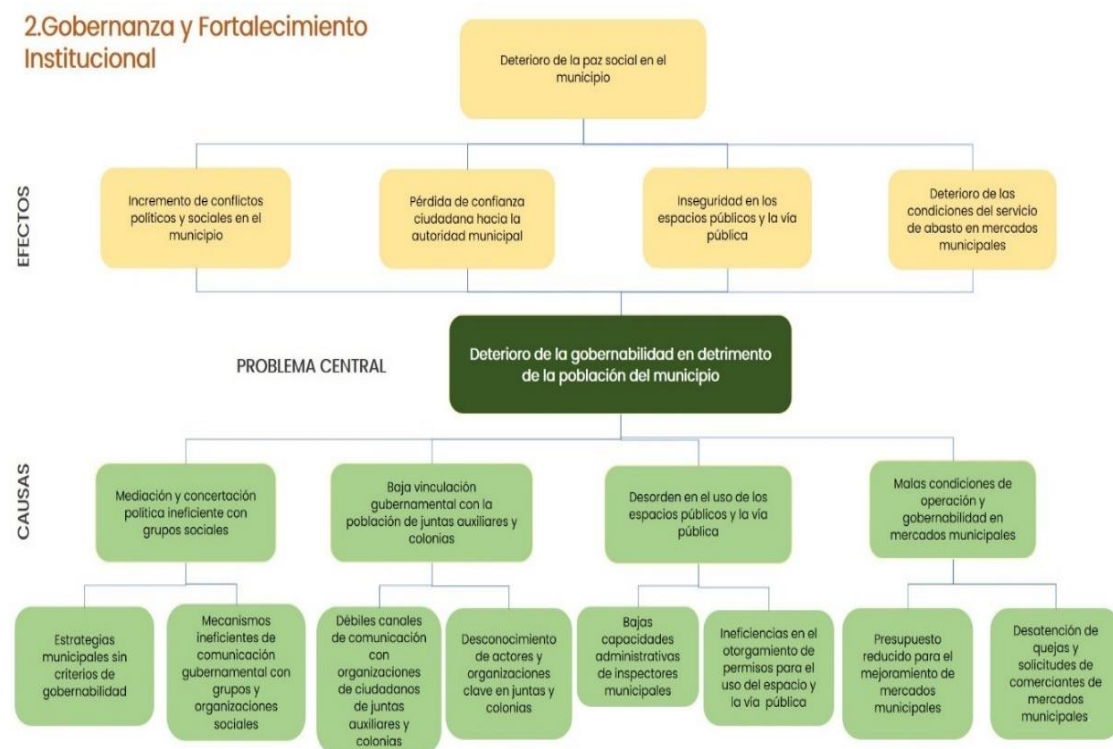 2.Gobernanza y Fortalecimiento
Institucional
Deterioro de la paz social en el
municipio
EFECTOS
Incremento de conflictos
políticos y sociales en el
municipio
Pérdida de confianza
ciudadana hacia la
autoridad municipal
Inseguridad en los
espacios públicos y la vía
pública
Deterioro de las
condiciones del servicio
de abasto en mercados
municipales
PROBLEMA CENTRAL
Deterioro de la gobernabilidad en detrimento
de la población del municipio
CAUSAS
Mediación y concertación
política ineficiente con
grupos sociales
Baja vinculación
gubernamental con la
población de juntas auxiliares y
colonias
Desorden en el uso de los
espacios públicos y la vía
pública
Malas condiciones de
operación y
gobernabilidad en
mercados municipales
Estrategias
municipales sin
criterios de
gobernabilidad
Mecanismos
ineficientes de
comunicación
gubernamental con
grupos y
organizaciones
sociales
Débiles canales
de comunicación
con
organizaciones
de ciudadanos
de juntas
auxiliares y
colonias
Desconocimiento
de actores y
organizaciones
clave en juntas y
colonias
Bajas
capacidades
administrativas
de inspectores
municipales
Ineficiencias en el
otorgamiento de
permisos para el
uso del espacio y
la vía pública
Presupuesto
reducido para el
mejoramiento de
mercados
municipales
Desatención de
quejas y
solicitudes de
comerciantes de
mercados
municipales